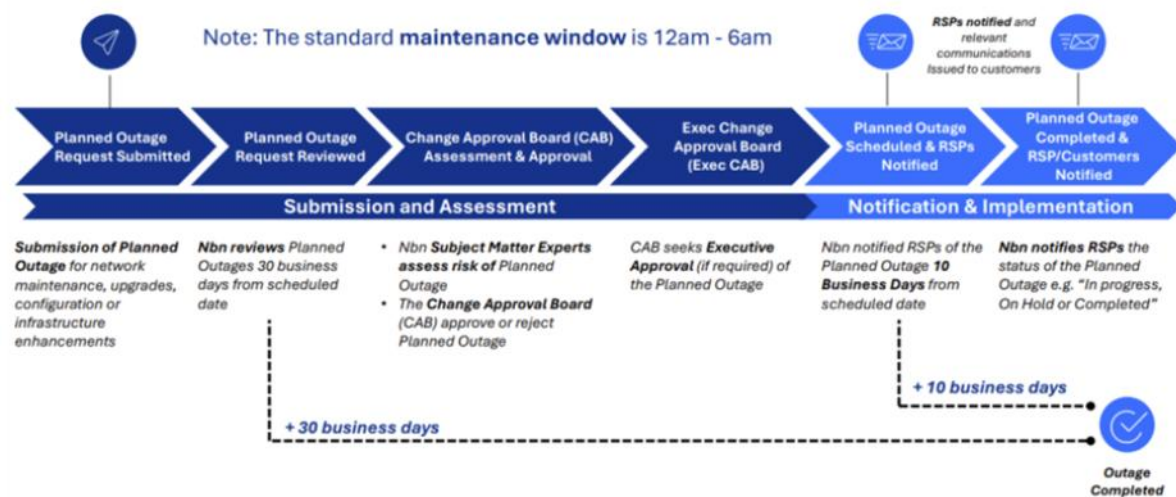 Note: The standard maintenance window is 12am - 6am
RSPs notified and
relevant
communications
Issued to customers
Planned Outage
Request Submitted
Planned Outage
Request Reviewed
Change Approval Board (CAB)
Assessment & Approval
Exec Change
Approval Board
(Exec CAB)
Planned Outage
Scheduled & RSPs
Notified
Planned Outage
Completed &
RSP/Customers
Notified
Submission and Assessment
Notification & Implementation
Submission of Planned
Outage for network
maintenance, upgrades,
configuration or
infrastructure
enhancements
Nbn reviews Planned
Outages 30 business
days from scheduled
date
• Nbn Subject Matter Experts
assess risk of Planned
Outage
• The Change Approval Board
(CAB) approve or reject
Planned Outage
CAB seeks Executive
Approval (if required) of
the Planned Outage
Nbn notified RSPs of the
Planned Outage 10
Business Days from
scheduled date
Nbn notifies RSPs the
status of the Planned
Outage e.g. “In progress,
On Hold or Completed”
+ 10 business days
+ 30 business days
Outage
Completed